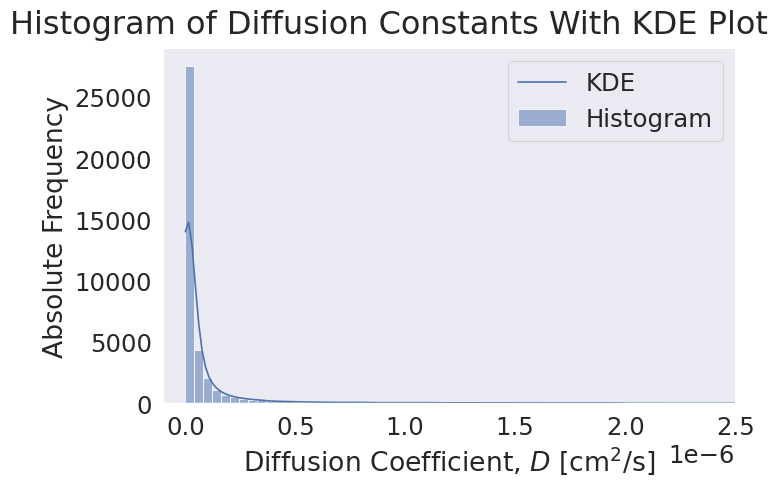 Histogram of Diffusion Constants With KDE Plot
KDE
Histogram
Absolute Frequency
25000
20000
15000
10000
5000
0
0.0 0.5 1.0 1.5 2.0 2.5
Diffusion Coefficient, D [cm²/s] 1e−6